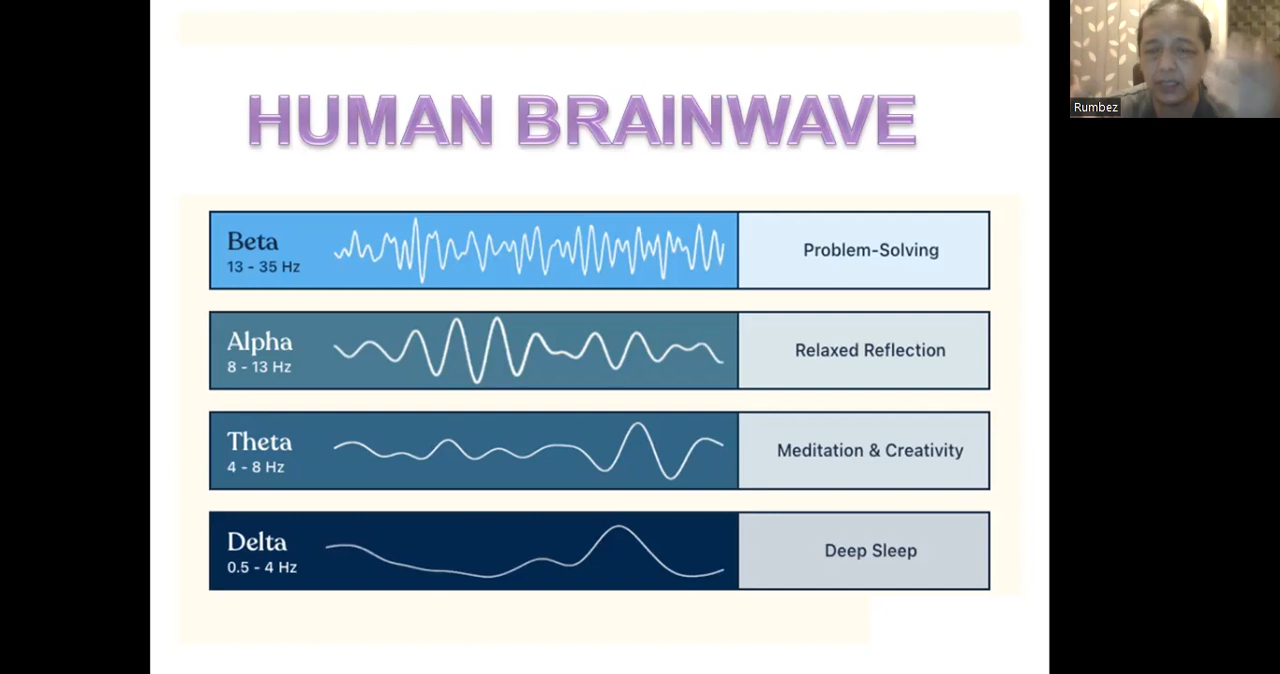 HUMAN BRAINWAVE
Beta
13 - 35 Hz
Problem-Solving
Alpha
8 - 13 Hz
Relaxed Reflection
Theta
4 - 8 Hz
Meditation & Creativity
Delta
0.5 - 4 Hz
Deep Sleep
Rumbez